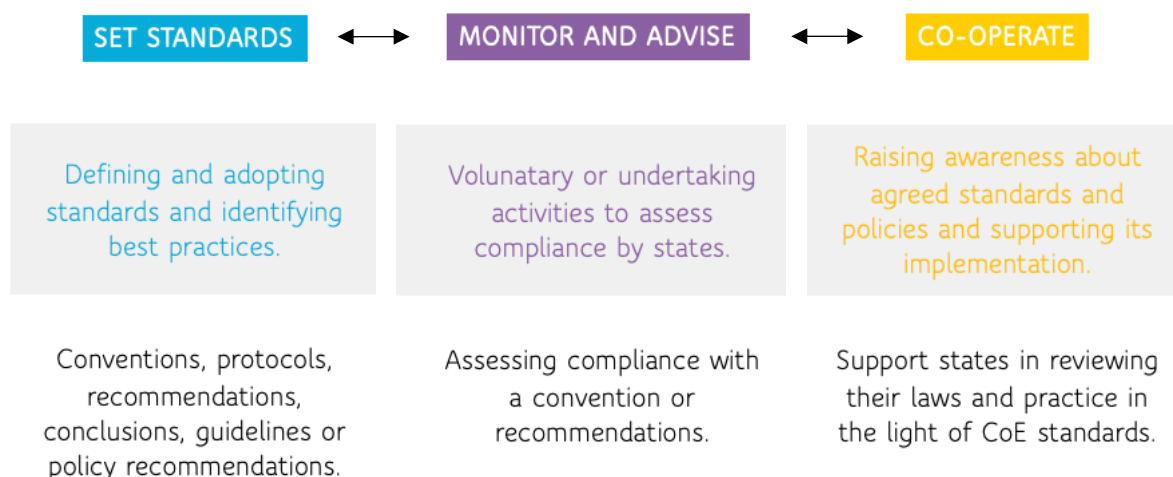 SET STANDARDS
MONITOR AND ADVISE
CO-OPERATE
Defining and adopting
standards and identifying
best practices.
Volunatary or undertaking
activities to assess
compliance by states.
Raising awareness about
agreed standards and
policies and supporting its
implementation.
Conventions, protocols,
recommendations,
conclusions, guidelines or
policy recommendations.
Assessing compliance with
a convention or
recommendations.
Support states in reviewing
their laws and practice in
the light of CoE standards.